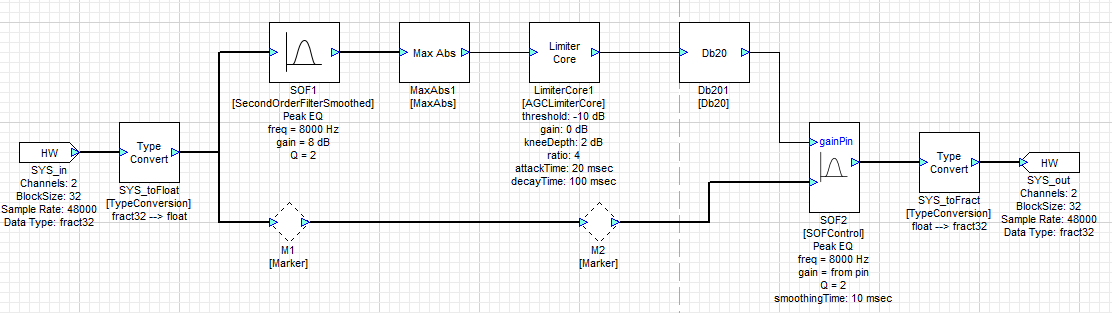 HW
SYS_in
Channels: 2
BlockSize: 32
Sample Rate: 48000
Data Type: fract32
Type
Convert
SYS_toFloat
[TypeConversion]
fract32 --> float
SOF1
[SecondOrderFilterSmoothed]
Peak EQ
freq = 8000 Hz
gain = 8 dB
Q = 2
Max Abs
MaxAbs1
[MaxAbs]
Limiter
Core
LimiterCore1
[AGCLimiterCore]
threshold: -10 dB
gain: 0 dB
kneeDepth: 2 dB
ratio: 4
attackTime: 20 msec
decayTime: 100 msec
Db20
Db201
[Db20]
M1
[Marker]
M2
[Marker]
gainPin
SOF2
[SOFControl]
Peak EQ
freq = 8000 Hz
gain = from pin
Q = 2
smoothingTime: 10 msec
Type
Convert
SYS_toFract
[TypeConversion]
float --> fract32
HW
SYS_out
Channels: 2
BlockSize: 32
Sample Rate: 48000
Data Type: fract32